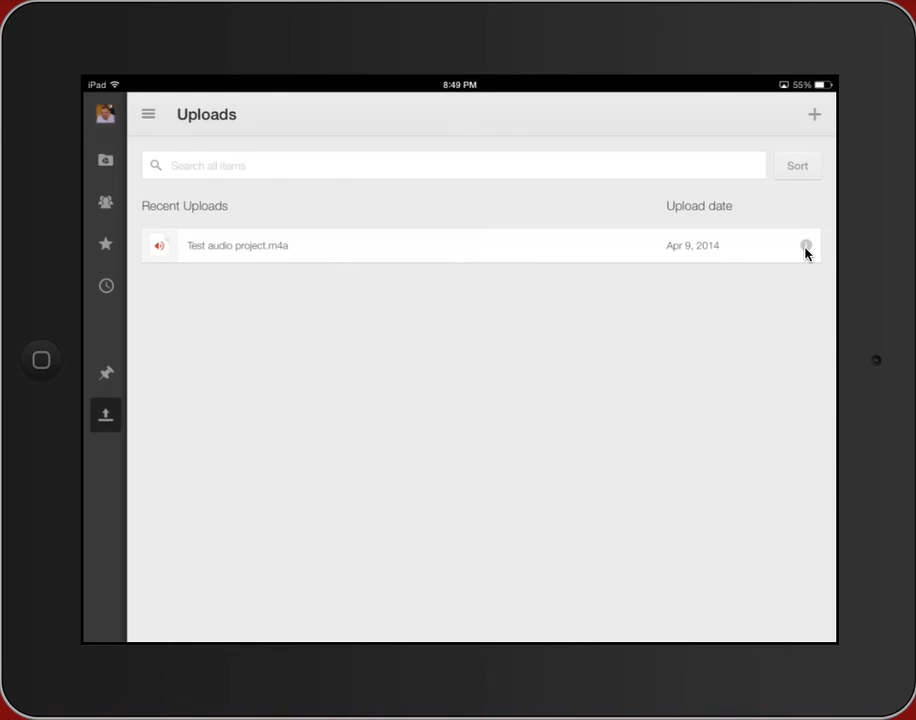 iPad 8:49 PM 55%
Uploads
Search all items Sort
Recent Uploads Upload date
Test audio project.m4a Apr 9, 2014